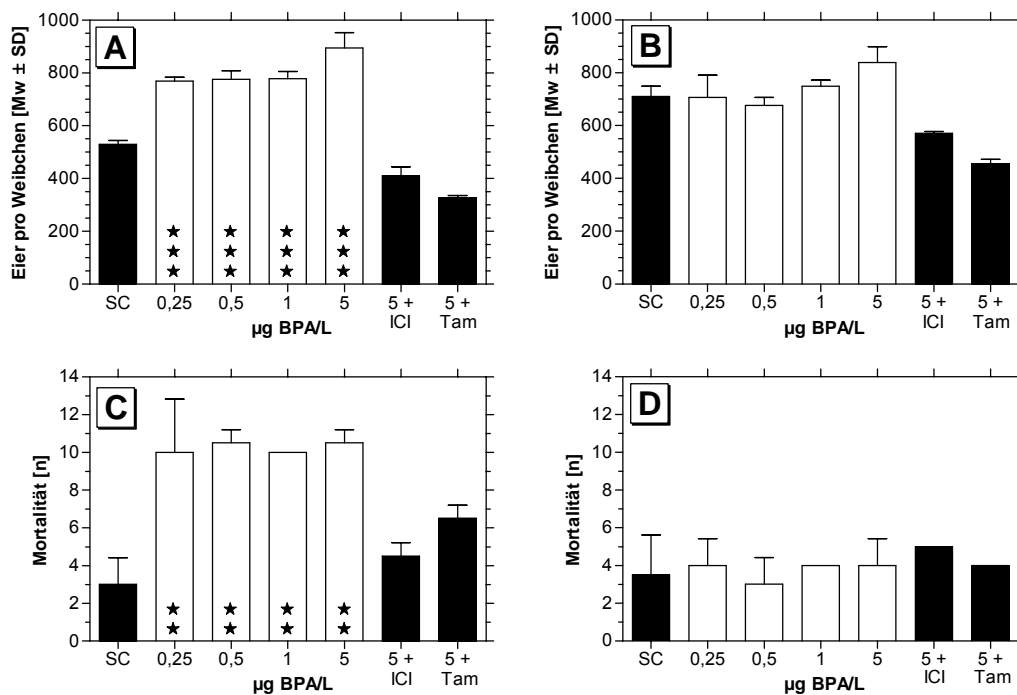 A
Eier pro Weibchen [Mw ± SD]
1000
800
600
400
200
0
★ ★ ★ ★
★ ★ ★ ★
★ ★ ★ ★
SC 0,25 0,5 1 5 5 + ICI 5 + Tam
µg BPA/L
B
Eier pro Weibchen [Mw ± SD]
1000
800
600
400
200
0
SC 0,25 0,5 1 5 5 + ICI 5 + Tam
µg BPA/L
C
Mortalität [n]
14
12
10
8
6
4
2
0
★ ★ ★ ★
★ ★ ★ ★
SC 0,25 0,5 1 5 5 + ICI 5 + Tam
µg BPA/L
D
Mortalität [n]
14
12
10
8
6
4
2
0
SC 0,25 0,5 1 5 5 + ICI 5 + Tam
µg BPA/L